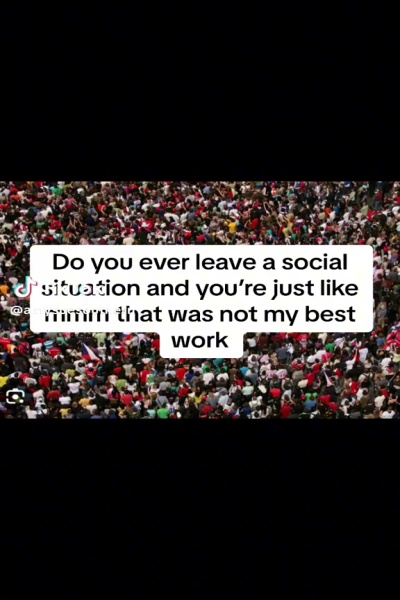 Do you ever leave a social
situation and you're just like
mmm that was not my best
work